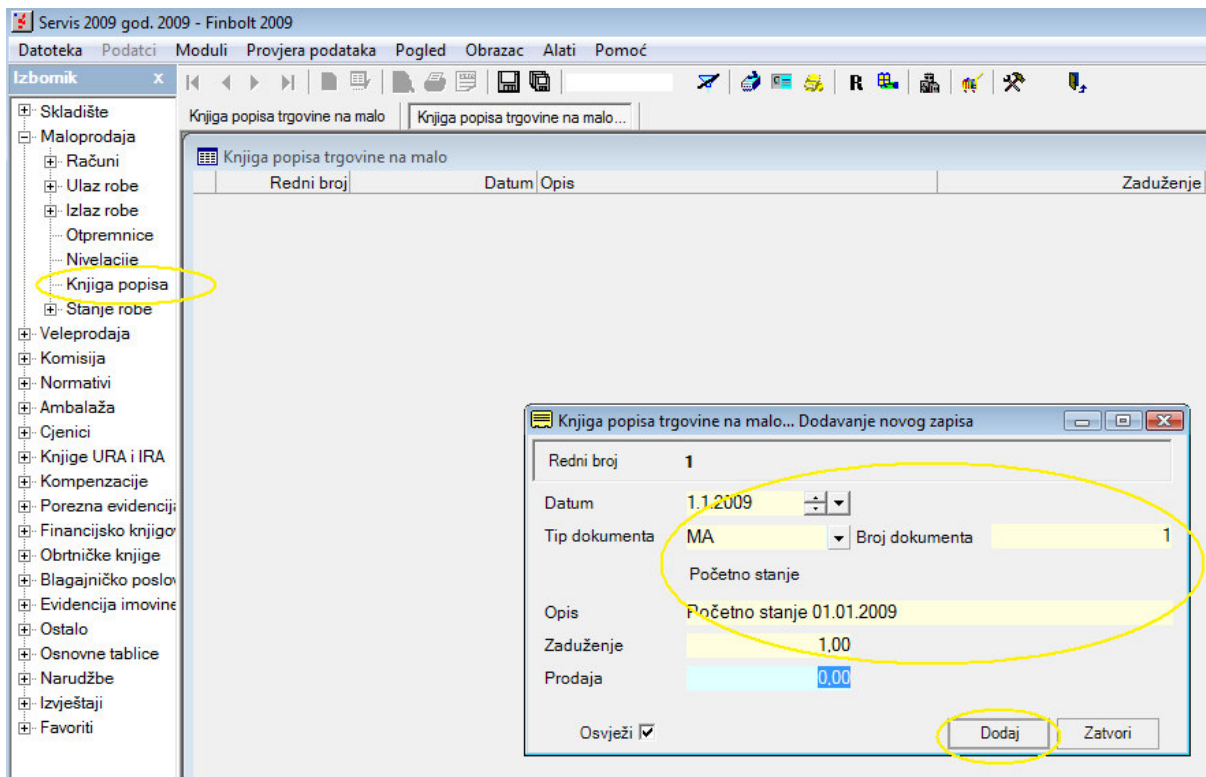 Servis 2009 god. 2009 - Finbolt 2009
Datoteka Podatci Moduli Provjera podataka Pogled Obrazac Alati Pomoć
Izbornik x
R
Knjiga popisa trgovine na malo Knjiga popisa trgovine na malo...
Skladište
Maloprodaja
Računi
Ulaz robe
Izlaz robe
Otpremnice
Nivelacije
Knjiga popisa
Stanje robe
Veleprodaja
Komisija
Normativi
Ambalaža
Cjenici
Knjige URA i IRA
Kompenzacije
Porezna evidencij
Financijsko knjigo
Obrtničke knjige
Blagajničko poslov
Evidencija imovine
Ostalo
Osnovne tablice
Narudžbe
Izvještaji
Favoriti
Knjiga popisa trgovine na malo
Redni broj Datum Opis Zaduženje
Knjiga popisa trgovine na malo... Dodavanje novog zapisa
Redni broj 1
Datum 1.1.2009
Tip dokumenta MA Broj dokumenta 1
Početno stanje
Opis Početno stanje 01.01.2009
Zaduženje 1,00
Prodaja 0,00
Osvježi Dodaj Zatvori